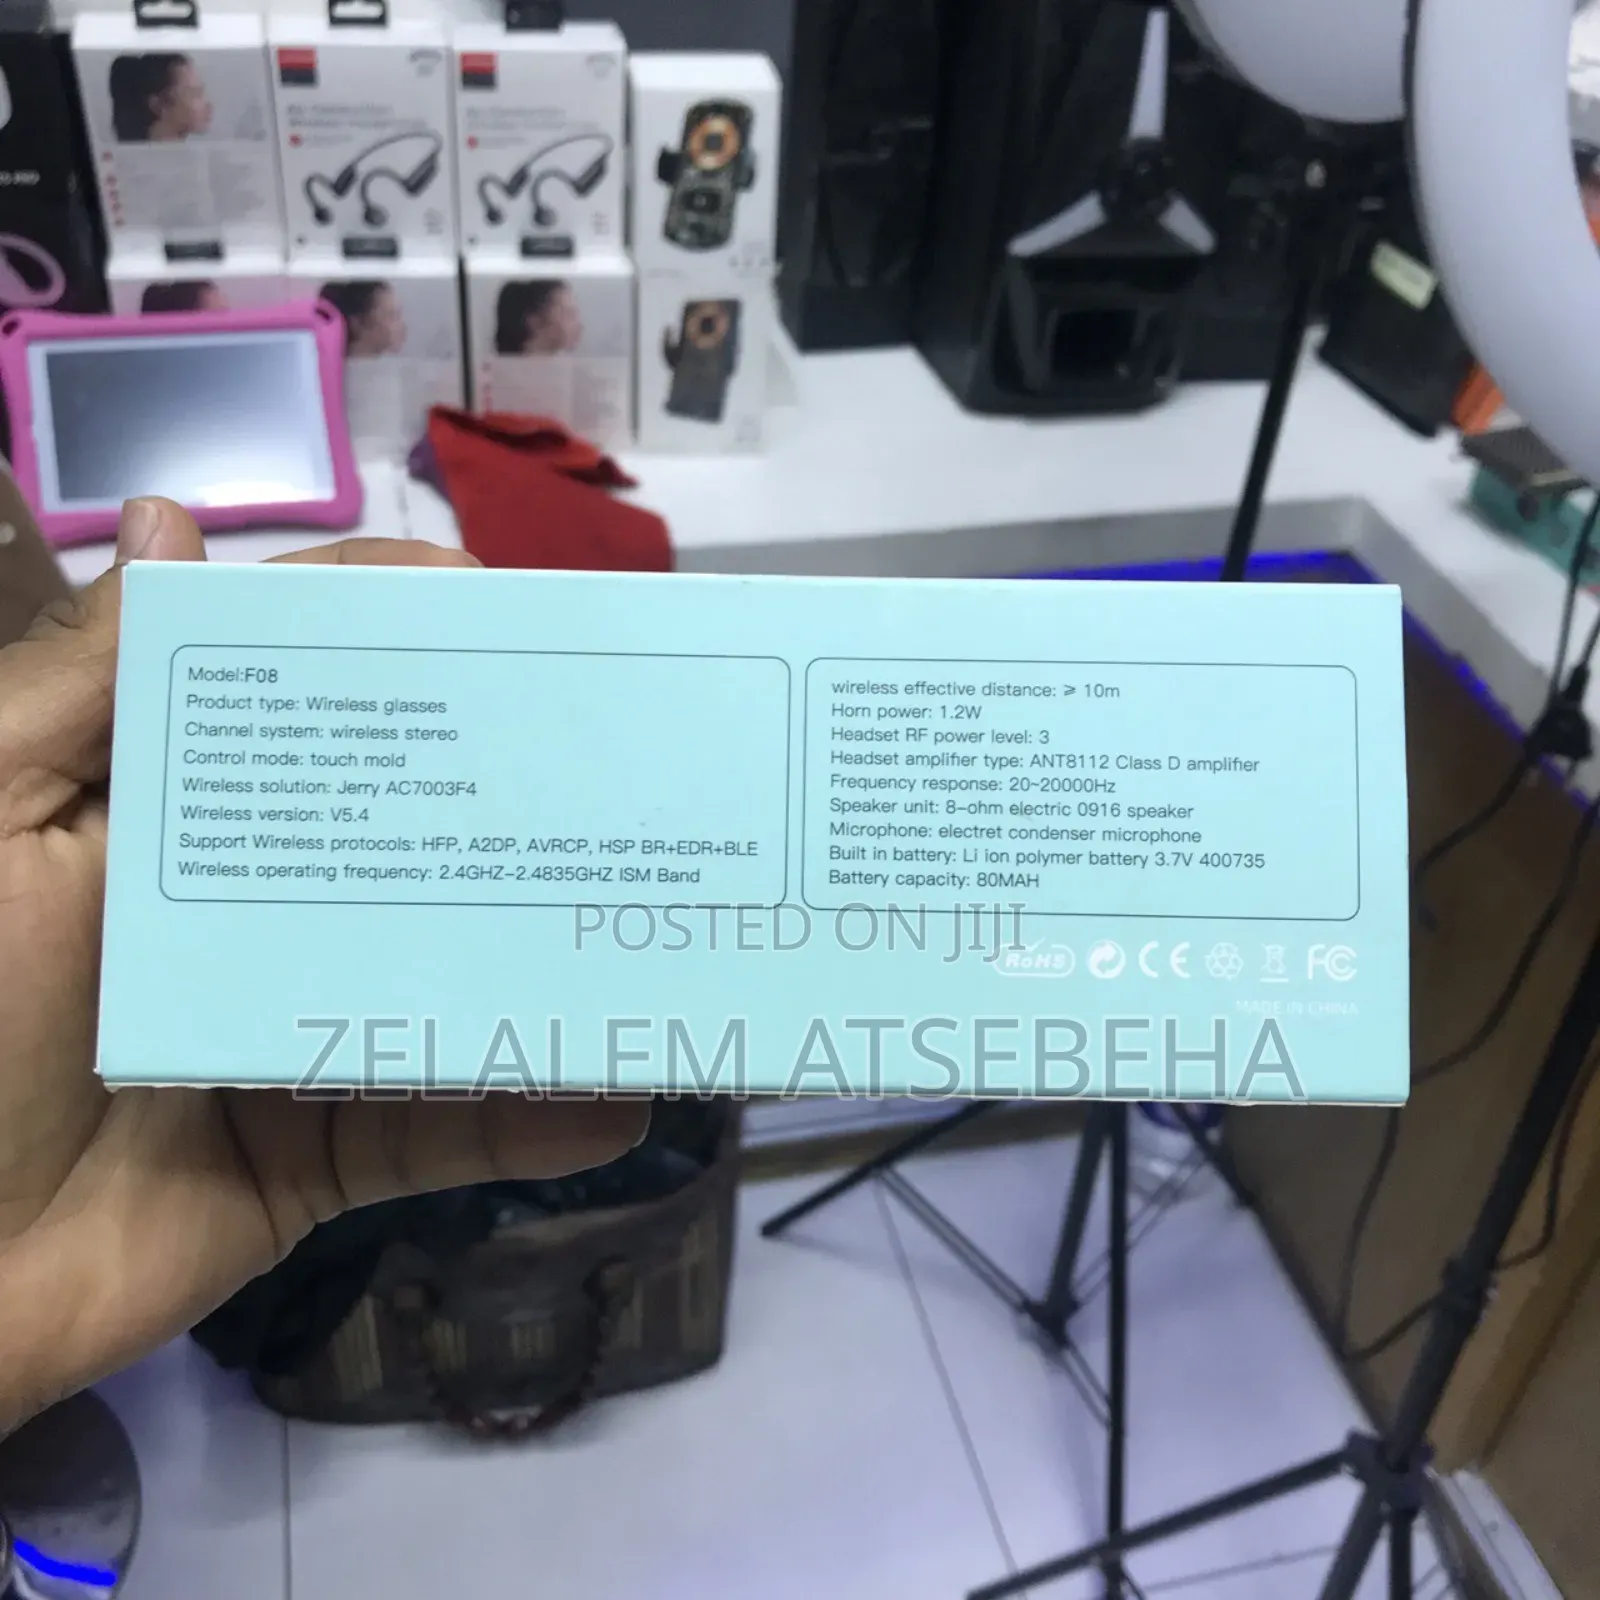 Model:F08
Product type: Wireless glasses
Channel system: wireless stereo
Control mode: touch mold
Wireless solution: Jerry AC7003F4
Wireless version: V5.4
Support Wireless protocols: HFP, A2DP, AVRCP, HSP BR+EDR+BLE
Wireless operating frequency: 2.4GHZ-2.4835GHZ ISM Band
wireless effective distance: ⩾ 10m
Horn power: 1.2W
Headset RF power level: 3
Headset amplifier type: ANT8112 Class D amplifier
Frequency response: 20~20000Hz
Speaker unit: 8-ohm electric 0916 speaker
Microphone: electret condenser microphone
Built in battery: Li ion polymer battery 3.7V 400735
Battery capacity: 80MAH
POSTED ON JIJI
RoHS CE FC
MADE IN CHINA
ZELALEM ATSEBEHA